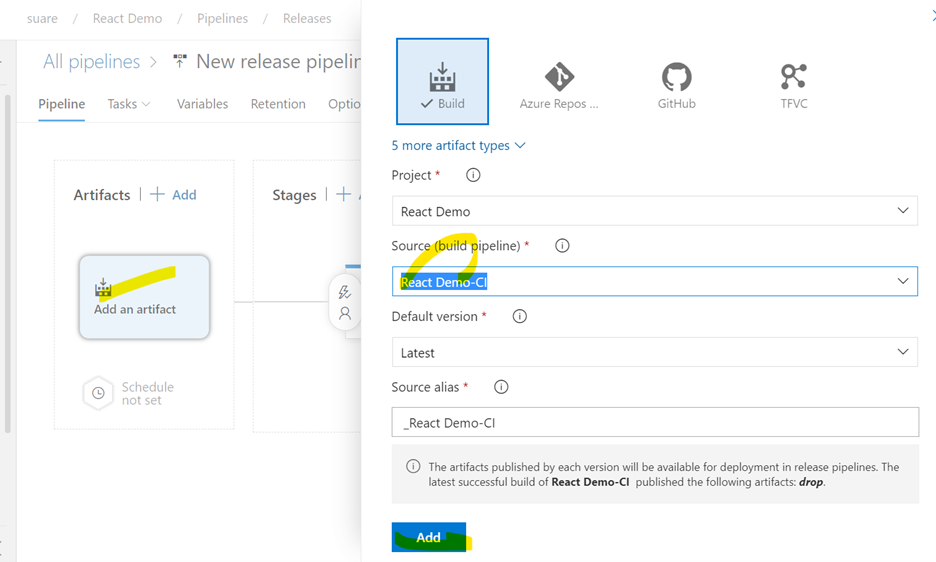 suare / React Demo / Pipelines / Releases
All pipelines > New release pipelin
Pipeline Tasks Variables Retention Optio
Artifacts | + Add
Stages | +
Add an artifact
Schedule
not set
Build
Azure Repos ...
GitHub
TFVC
5 more artifact types
Project *
React Demo
Source (build pipeline) *
React Demo-CI
Default version *
Latest
Source alias *
_React Demo-CI
The artifacts published by each version will be available for deployment in release pipelines. The
latest successful build of React Demo-CI published the following artifacts: drop.
Add